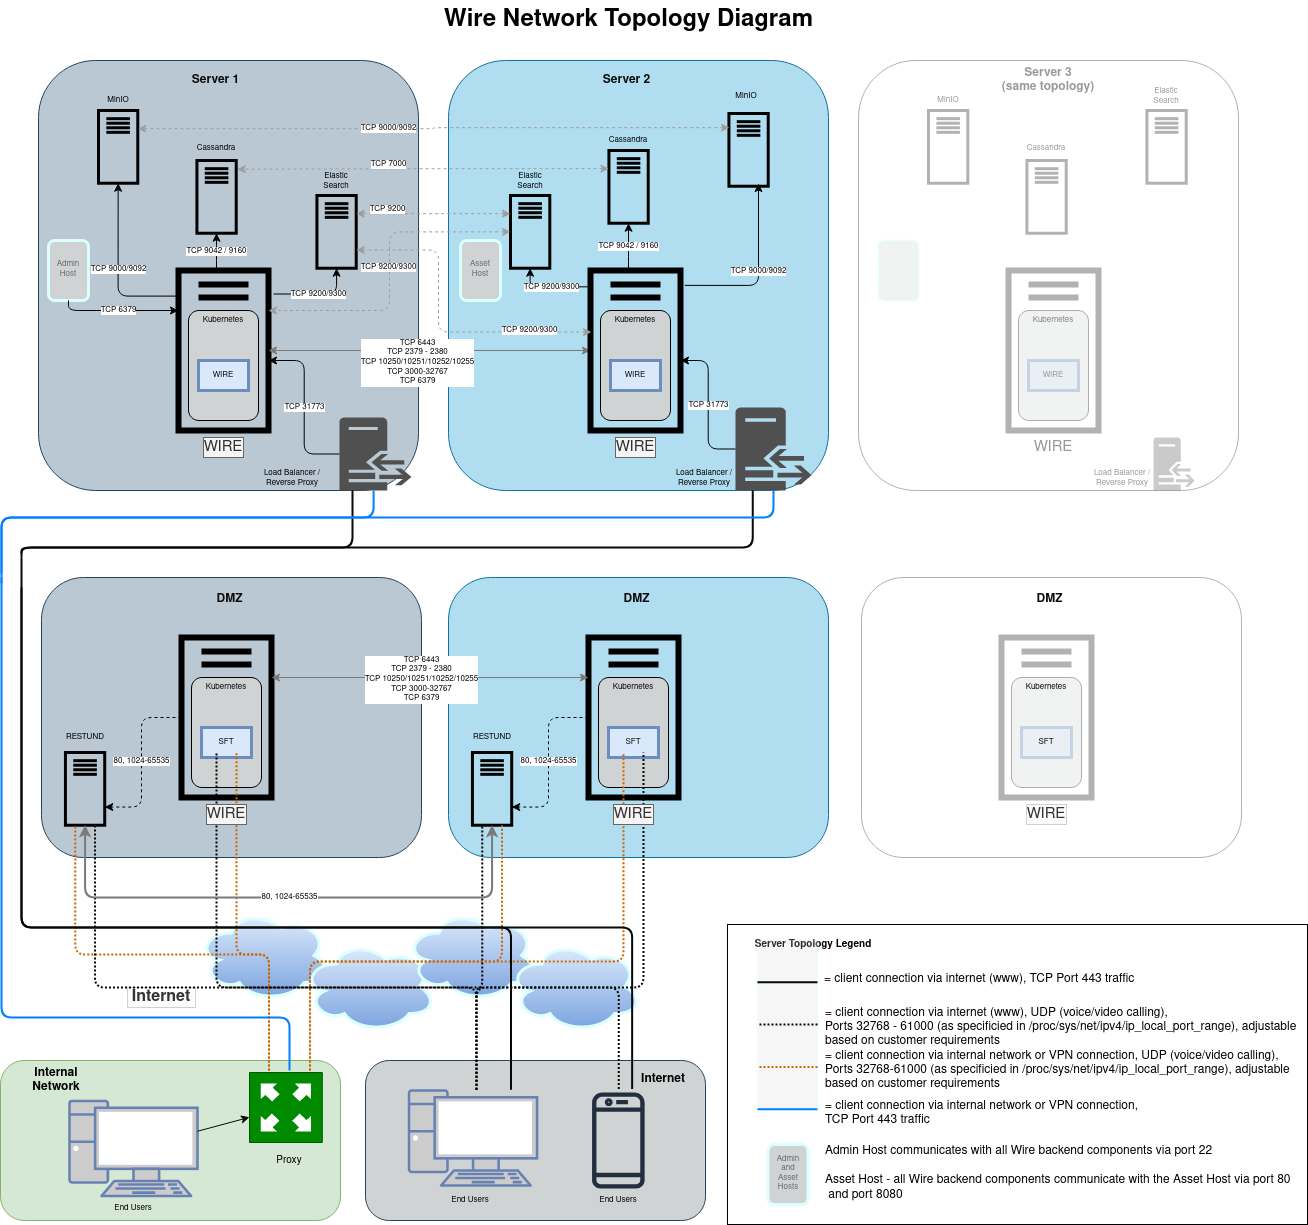 Wire Network Topology Diagram
Server 1
MinIO
Cassandra
Elastic
Search
Admin
Host
TCP 9000/9092
TCP 9042 / 9160
TCP 9200/9300
TCP 6379
Kubernetes
WIRE
WIRE
TCP 31773
Load Balancer /
Reverse Proxy
TCP 9000/9092
TCP 7000
TCP 9200
TCP 9200/9300
TCP 9200/9300
TCP 6443
TCP 2379 - 2380
TCP 10250/10251/10252/10255
TCP 3000-32767
TCP 6379
Server 2
MinIO
Cassandra
Elastic
Search
Asset
Host
TCP 9042 / 9160
TCP 9000/9092
TCP 9200/9300
Kubernetes
WIRE
WIRE
TCP 31773
Load Balancer /
Reverse Proxy
Server 3
(same topology)
MinIO
Elastic
Search
Cassandra
Kubernetes
WIRE
WIRE
Load Balancer /
Reverse Proxy
DMZ
Kubernetes
SFT
WIRE
RESTUND
80, 1024-65535
TCP 6443
TCP 2379 - 2380
TCP 10250/10251/10252/10255
TCP 3000-32767
TCP 6379
DMZ
Kubernetes
SFT
WIRE
RESTUND
80, 1024-65535
DMZ
Kubernetes
SFT
WIRE
80, 1024-65535
Internet
Internal
Network
Proxy
End Users
Internet
End Users
End Users
Server Topology Legend
= client connection via internet (www), TCP Port 443 traffic
= client connection via internet (www), UDP (voice/video calling),
Ports 32768 - 61000 (as specificied in /proc/sys/net/ipv4/ip_local_port_range), adjustable
based on customer requirements
= client connection via internal network or VPN connection, UDP (voice/video calling),
Ports 32768-61000 (as specificied in /proc/sys/net/ipv4/ip_local_port_range), adjustable
based on customer requirements
= client connection via internal network or VPN connection,
TCP Port 443 traffic
Admin
and
Asset
Hosts
Admin Host communicates with all Wire backend components via port 22
Asset Host - all Wire backend components communicate with the Asset Host via port 80
and port 8080